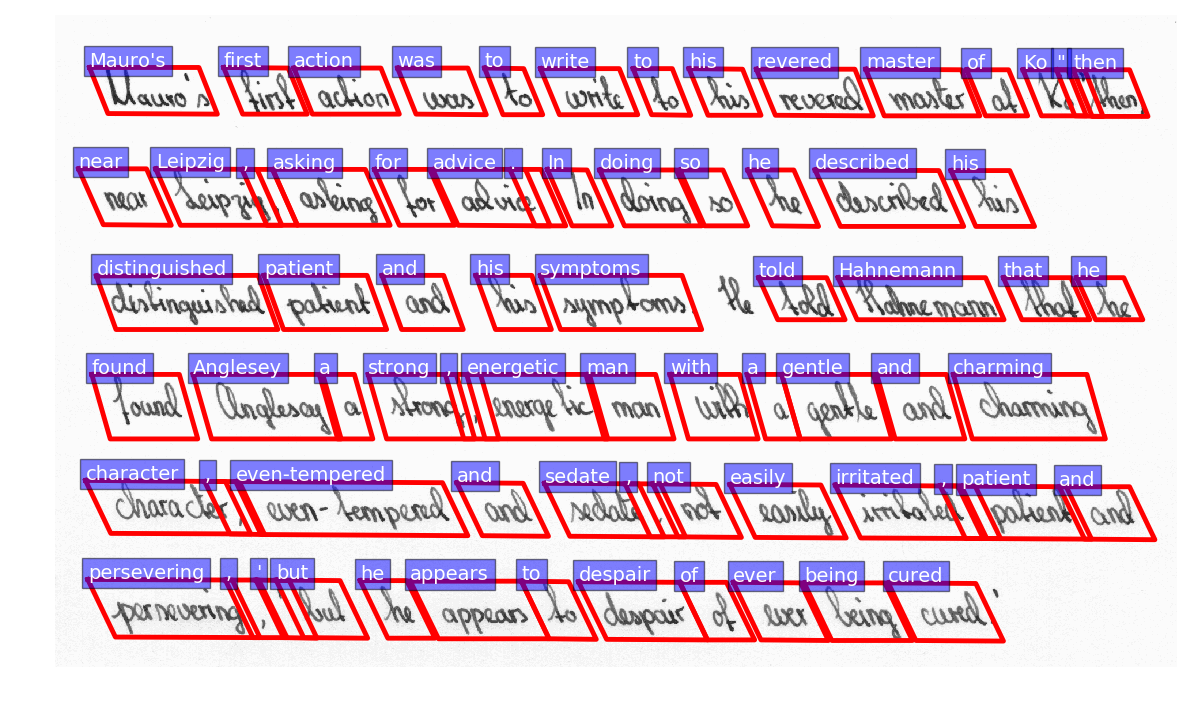 Mauro's first action was to write to his revered master at Ko"then,
near Leipzig, asking for advice. In doing so he described his
distinguished patient and his symptoms. He told Hahnemann that he
found Anglesey a strong, energetic man with a gentle and charming
character, even-tempered and sedate, not easily irritated, patient and
persevering, but he appears to despair of ever being cured'